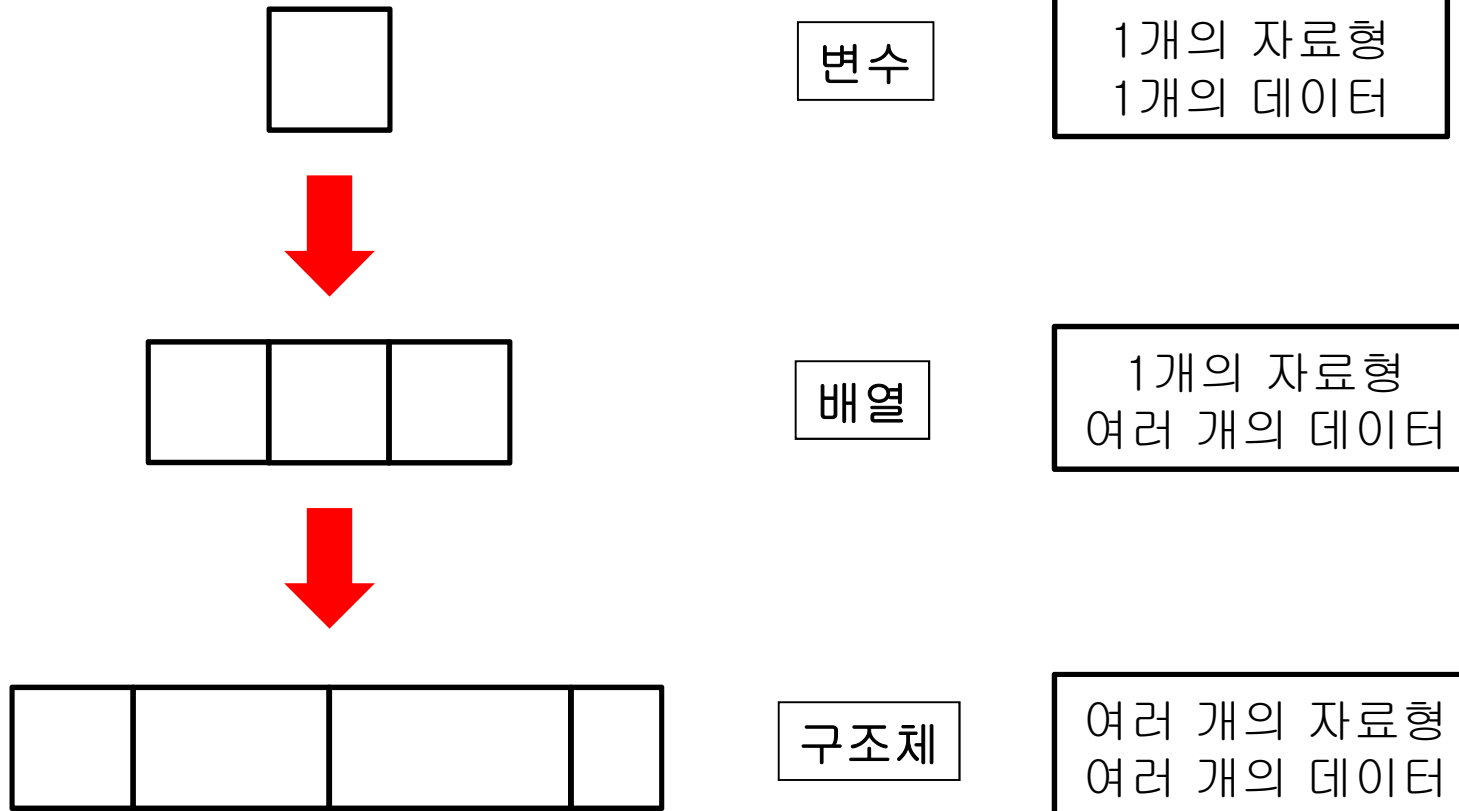 변수
1개의 자료형
1개의 데이터
배열
1개의 자료형
여러 개의 데이터
구조체
여러 개의 자료형
여러 개의 데이터